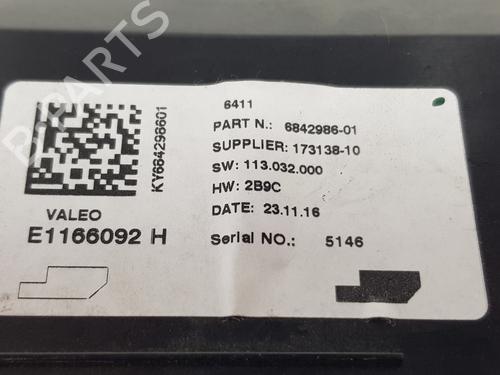 6411
PART N.: 6842986-01
SUPPLIER: 173138-10
SW: 113.032.000
HW: 2B9C
DATE: 23.11.16
Serial NO.: 5146
KY684298601
VALEO
E1166092 H